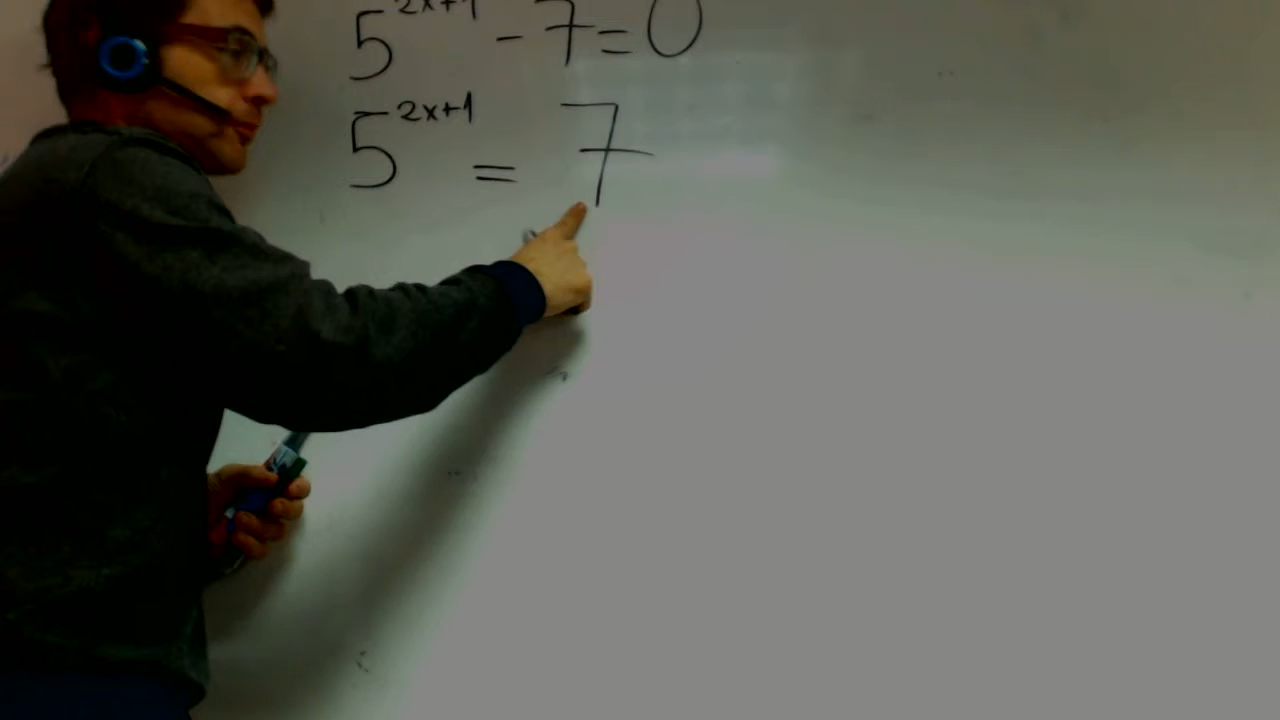 5^{2x+1} - 7 = 0
5^{2x+1} = 7